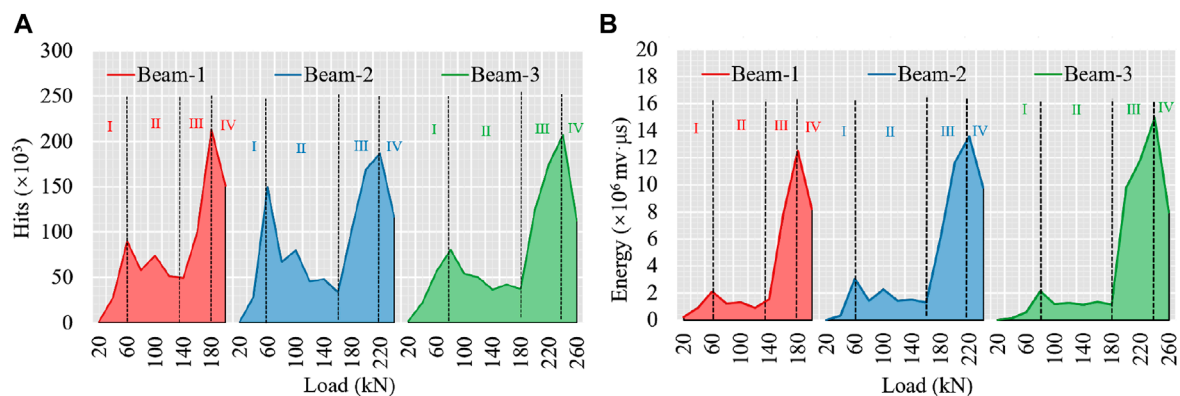 A
Hits (×10³)
300
250
200
150
100
50
0
Beam-1 Beam-2 Beam-3
I II III IV I II III IV I II III IV
20 60 100 140 180 20 60 100 140 180 220 20 60 100 140 180 220 260
Load (kN)
B
Energy (×10⁶ mv·μs)
20
18
16
14
12
10
8
6
4
2
0
Beam-1 Beam-2 Beam-3
I II III IV I II III IV I II III IV
20 60 100 140 180 20 60 100 140 180 220 20 60 100 140 180 220 260
Load (kN)